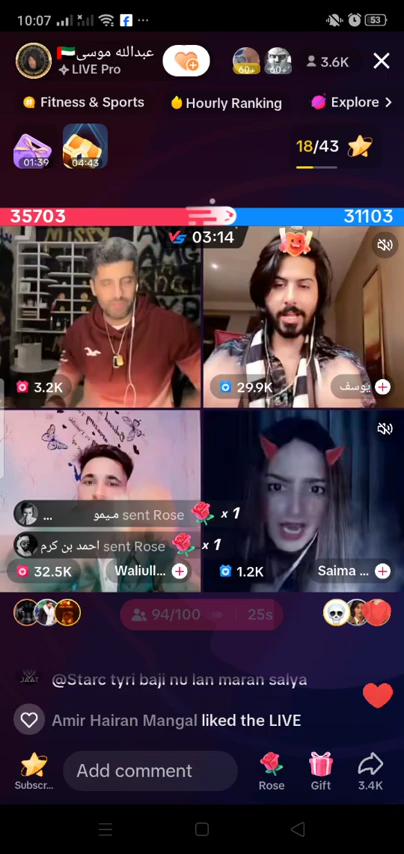 10:07
53
عبدالله موسى
LIVE Pro
60+
60+
3.6K
Fitness & Sports
Hourly Ranking
Explore >
01:39
04:43
18/43
35703
31103
VS 03:14
MISSY
3.2K
29.9K
يوسف
... ميمو sent Rose x 1
احمد بن كرم sent Rose x 1
32.5K
Waliull...
1.2K
Saima ...
94/100
25s
@Starc tyri baji nu lan maran salya
Amir Hairan Mangal liked the LIVE
Subscr...
Add comment
Rose
Gift
3.4K